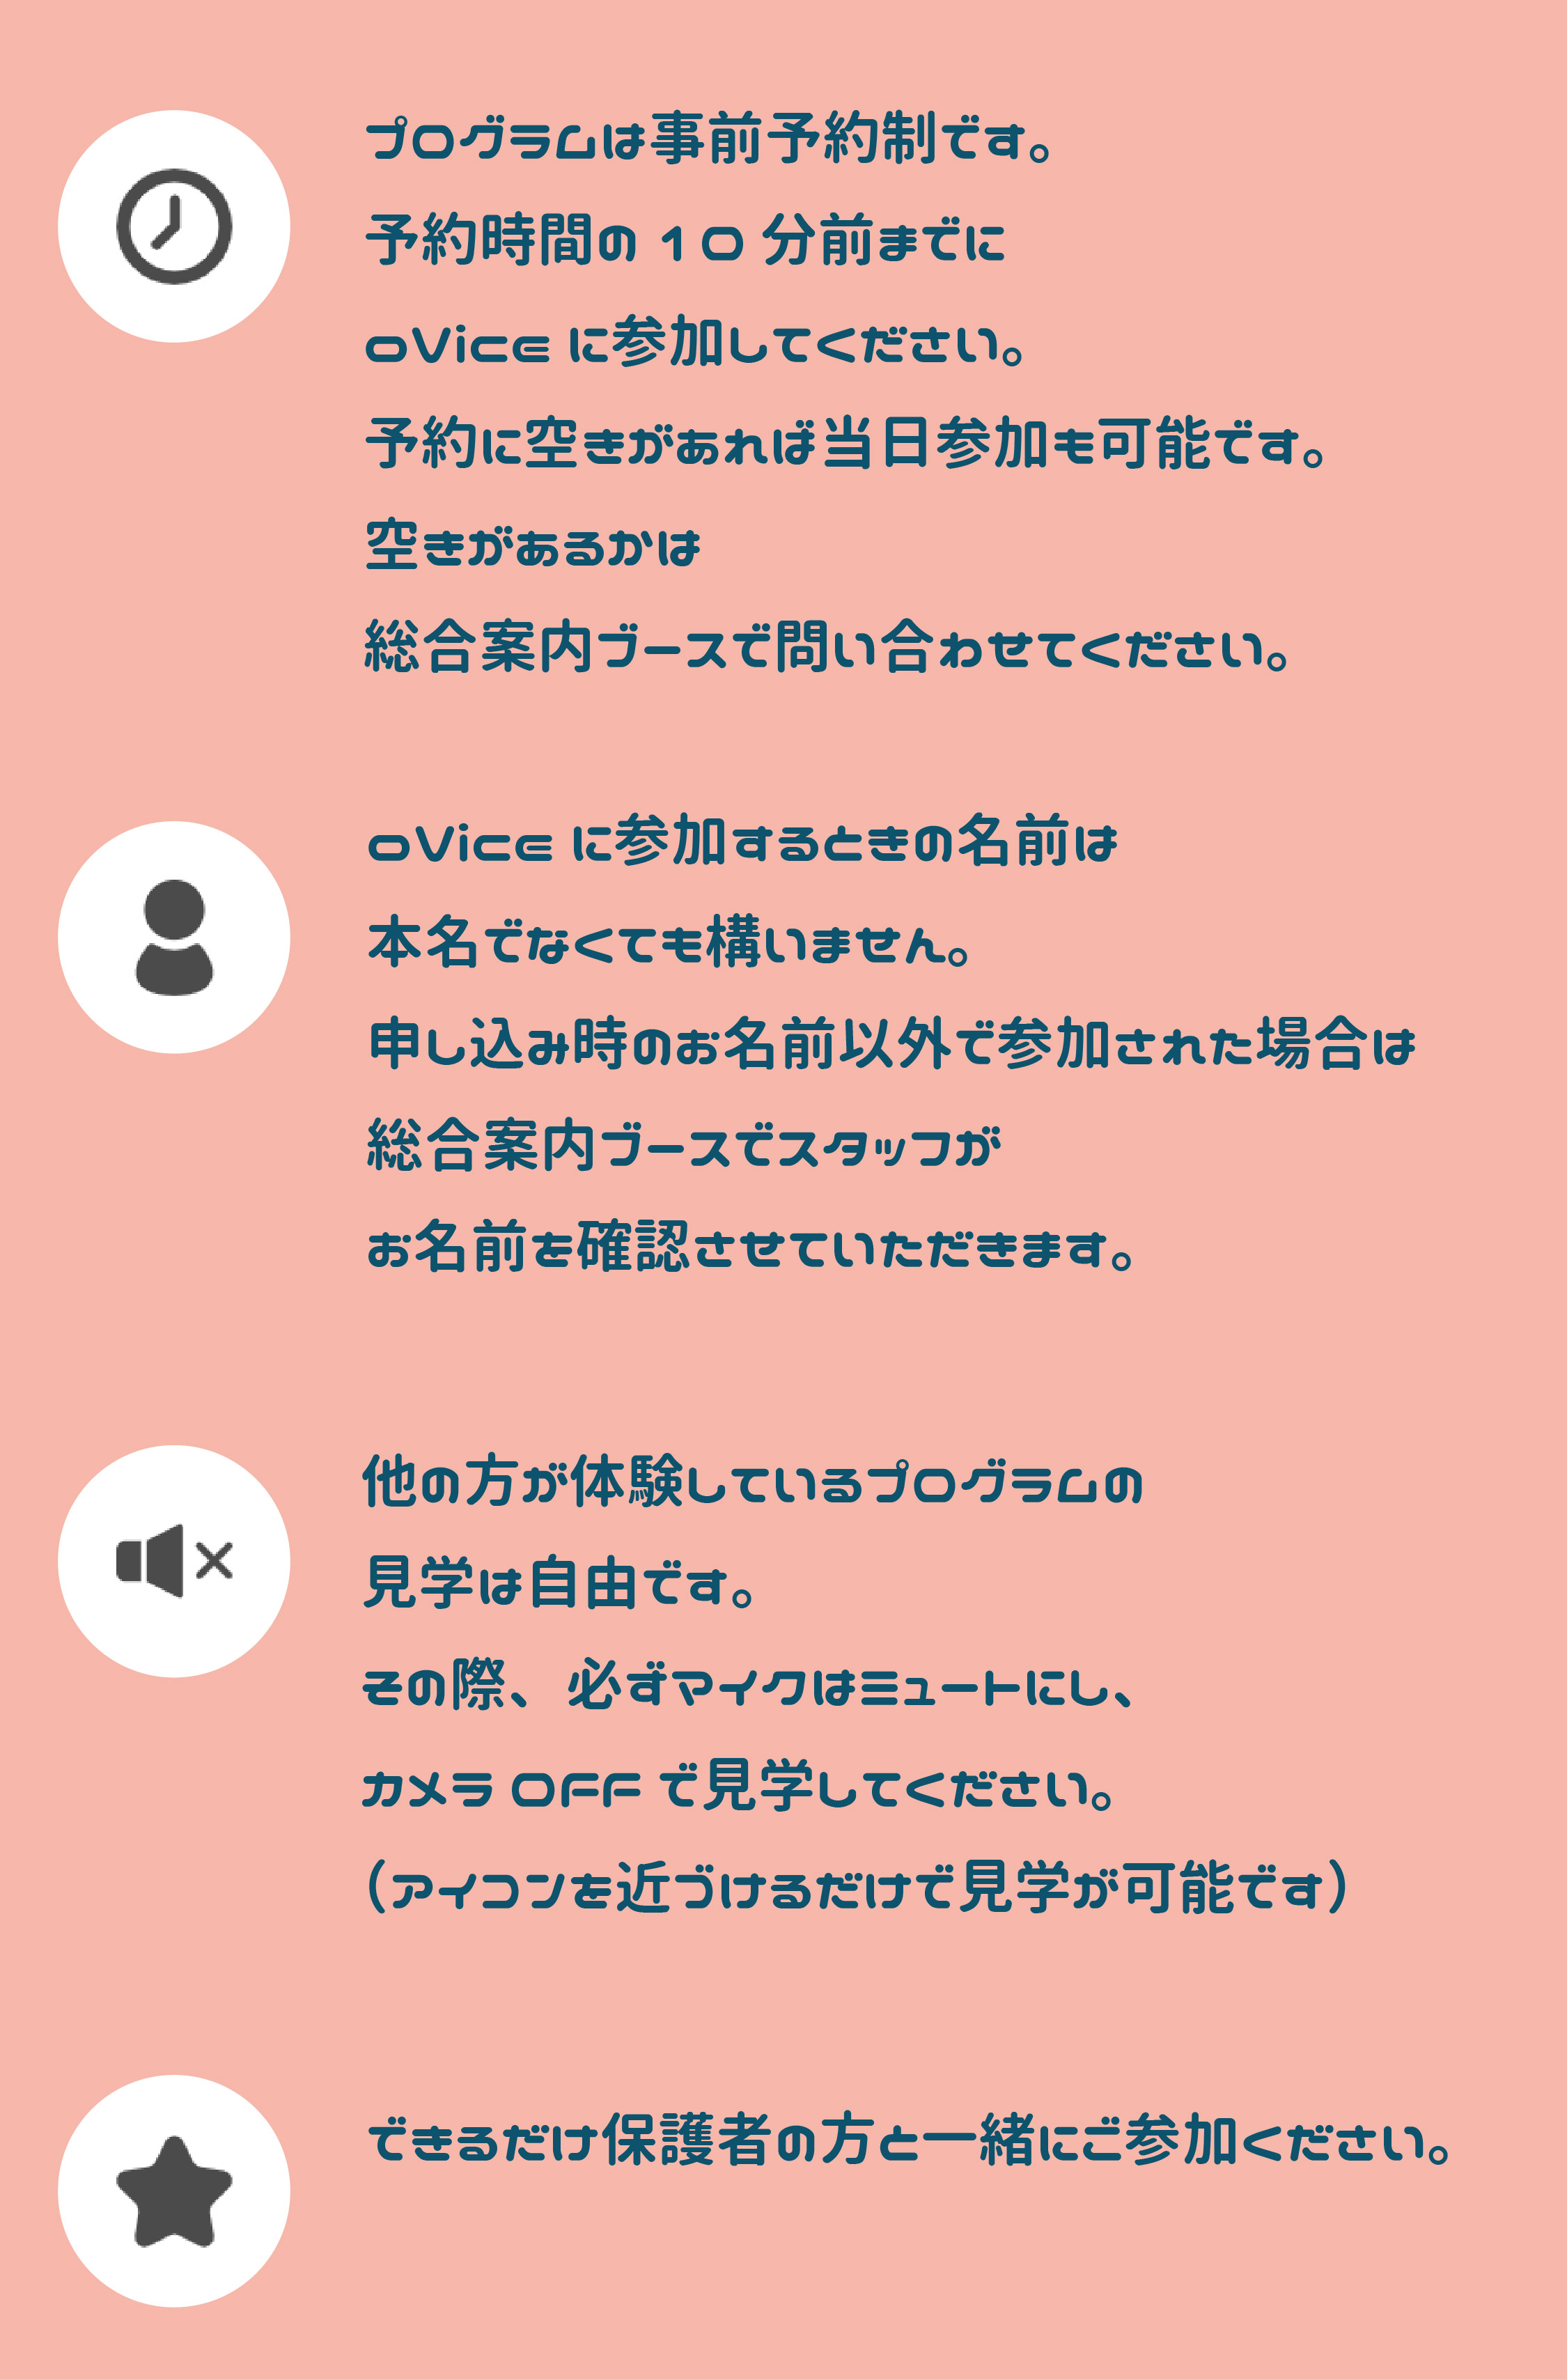 プログラムは事前予約制です。
予約時間の 10 分前までに
oVice に参加してください。
予約に空きがあれば当日参加も可能です。
空きがあるかは
総合案内ブースで問い合わせてください。
oVice に参加するときの名前は
本名でなくても構いません。
申し込み時のお名前以外で参加された場合は
総合案内ブースでスタッフが
お名前を確認させていただきます。
他の方が体験しているプログラムの
見学は自由です。
その際、必ずマイクはミュートにし、
カメラ OFF で見学してください。
(アイコンを近づけるだけで見学が可能です)
できるだけ保護者の方と一緒にご参加ください。